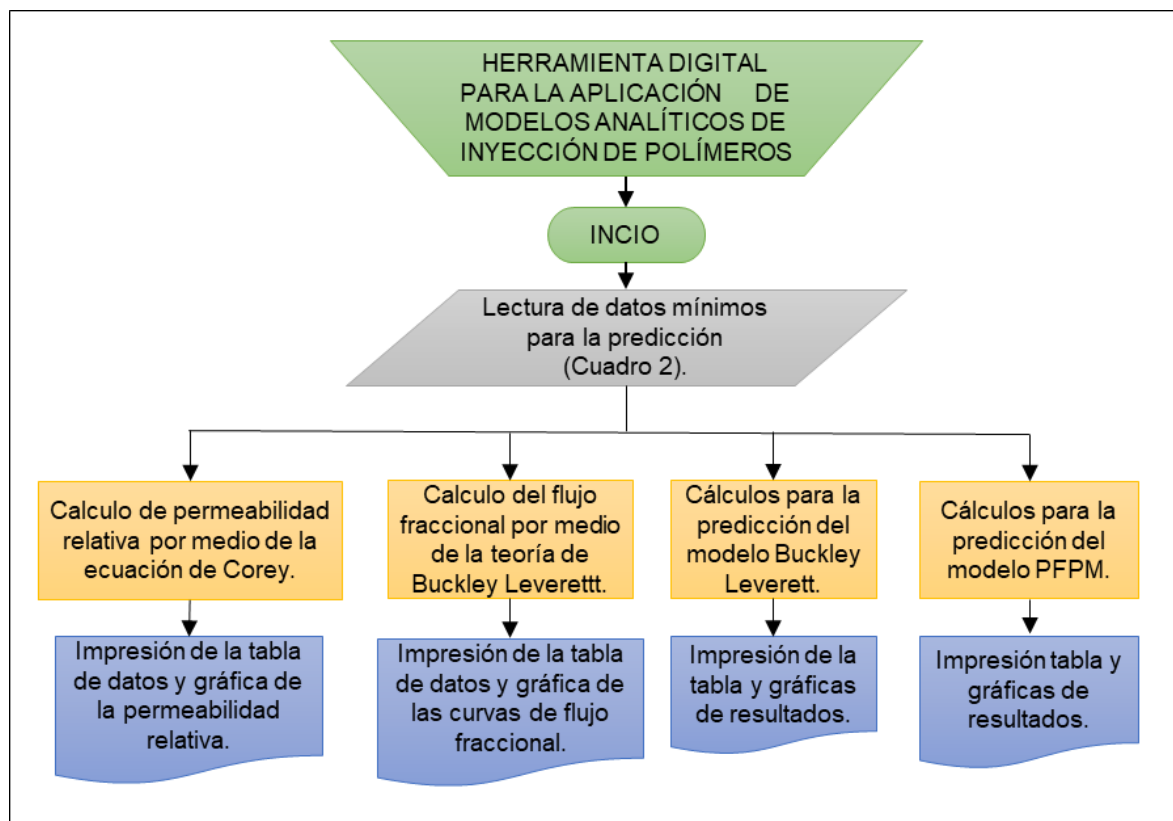 HERRAMIENTA DIGITAL
PARA LA APLICACIÓN DE
MODELOS ANALÍTICOS DE
INYECCIÓN DE POLÍMEROS
INCIO
Lectura de datos mínimos
para la predicción
(Cuadro 2).
Calculo de permeabilidad
relativa por medio de la
ecuación de Corey.
Calculo del flujo
fraccional por medio
de la teoría de
Buckley Leverettt.
Cálculos para la
predicción del
modelo Buckley
Leverett.
Cálculos para la
predicción del
modelo PFPM.
Impresión de la tabla
de datos y gráfica de
la permeabilidad
relativa.
Impresión de la tabla
de datos y gráfica de
las curvas de flujo
fraccional.
Impresión de la
tabla y gráficas
de resultados.
Impresión tabla y
gráficas de
resultados.